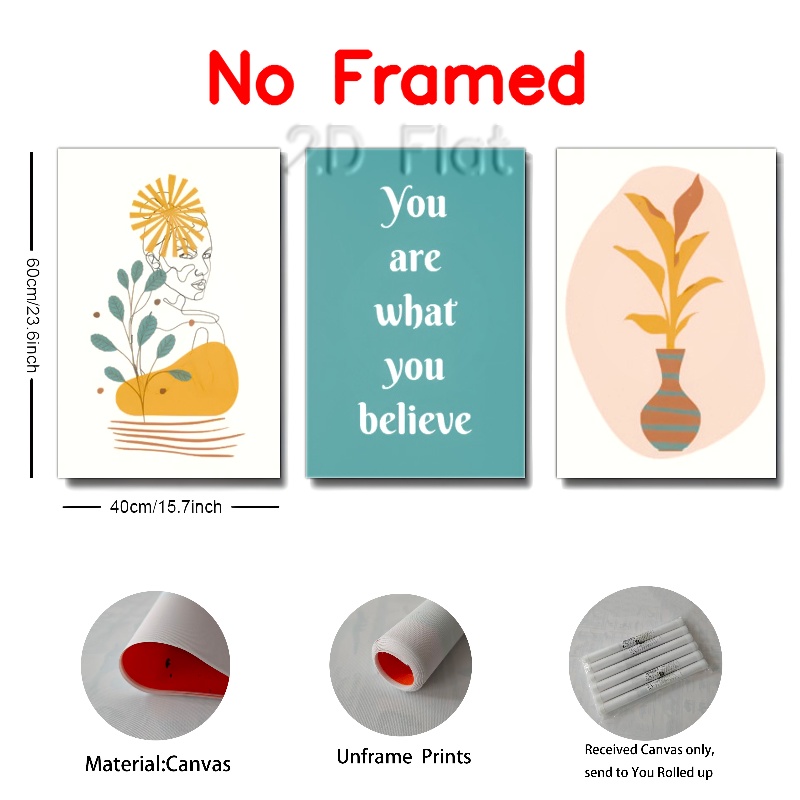 No Framed
2D Flat
You
are
what
you
believe
60cm/23.6inch
40cm/15.7inch
Material:Canvas
Unframe Prints
Received Canvas only,
send to You Rolled up